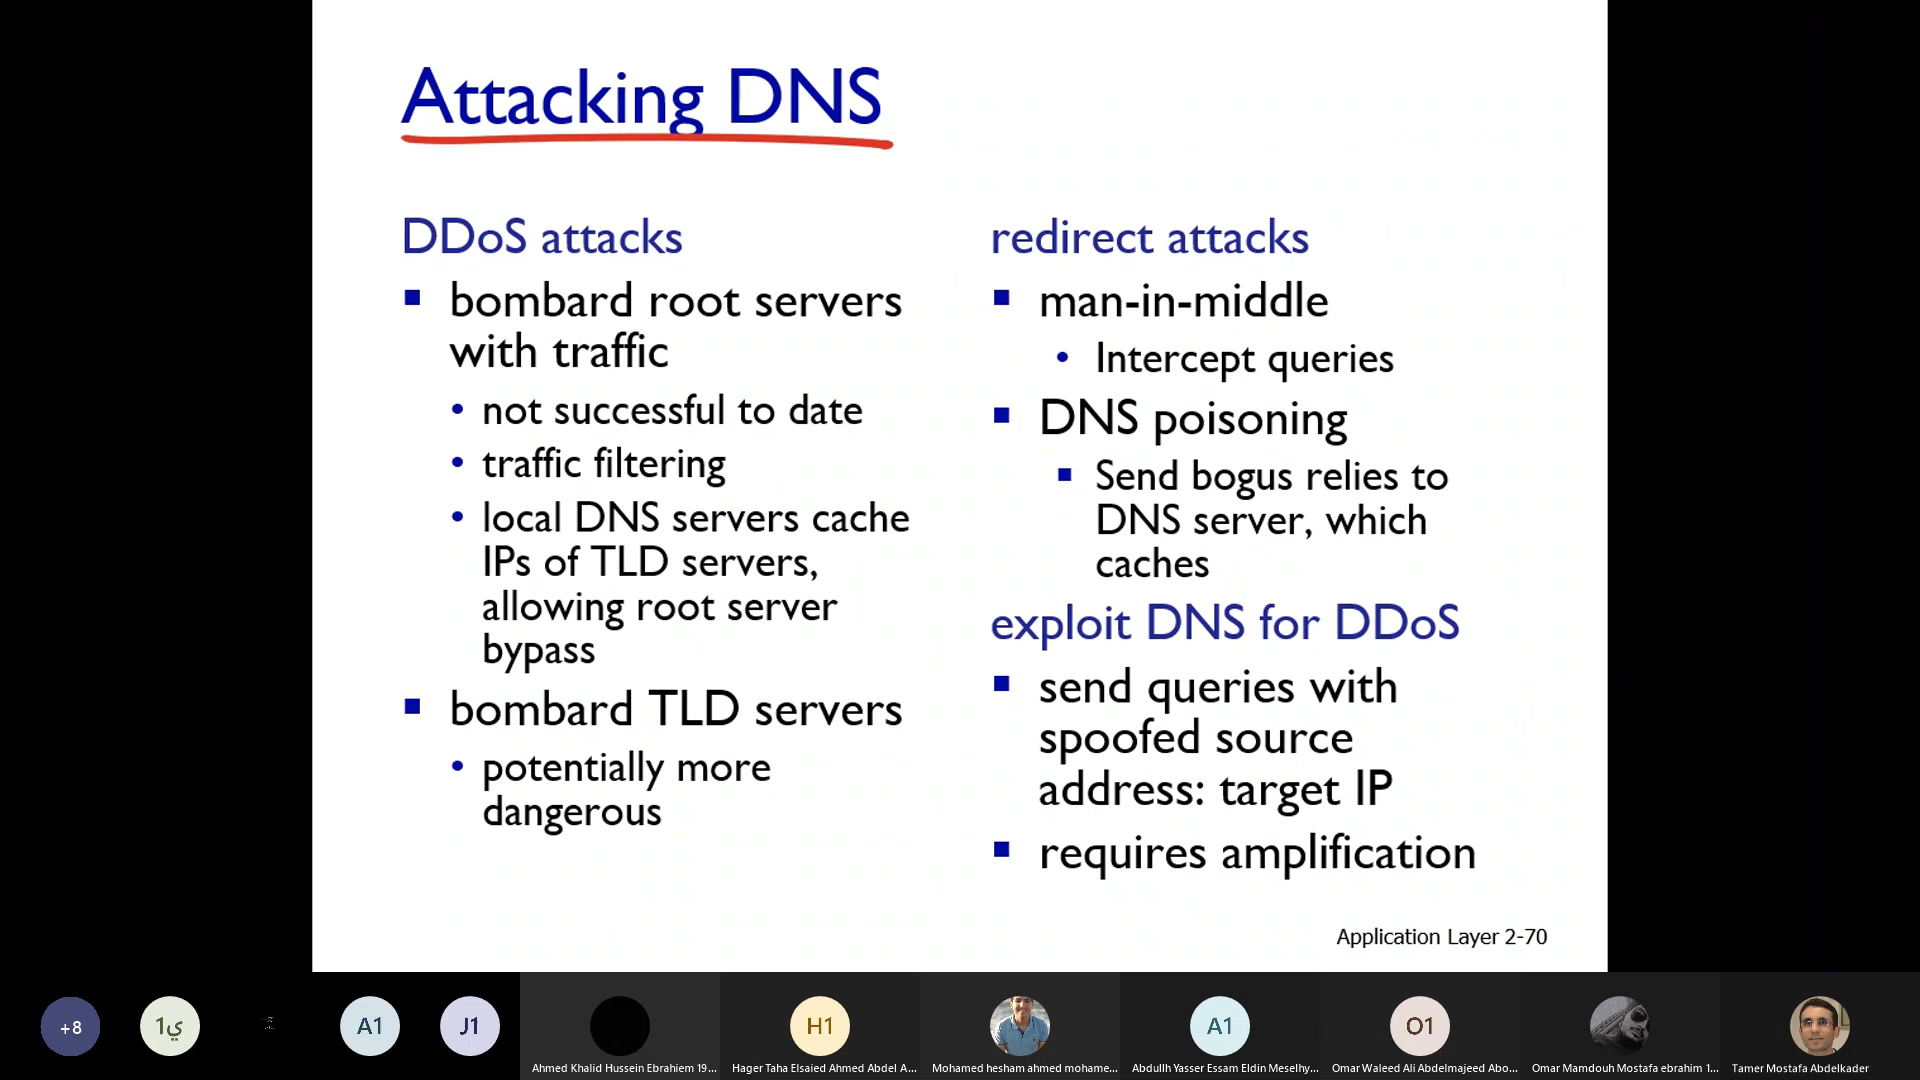 Attacking DNS
DDoS attacks
bombard root servers
with traffic
not successful to date
traffic filtering
local DNS servers cache
IPs of TLD servers,
allowing root server
bypass
bombard TLD servers
potentially more
dangerous
redirect attacks
man-in-middle
Intercept queries
DNS poisoning
Send bogus relies to
DNS server, which
caches
exploit DNS for DDoS
send queries with
spoofed source
address: target IP
requires amplification
Application Layer 2-70
+8
ي1
A1
J1
Ahmed Khalid Hussein Ebrahiem 19...
H1
Hager Taha Elsaied Ahmed Abdel A...
Mohamed hesham ahmed mohame...
A1
Abdullh Yasser Essam Eldin Meselhy...
O1
Omar Waleed Ali Abdelmajeed Abo...
Omar Mamdouh Mostafa ebrahim 1...
Tamer Mostafa Abdelkader